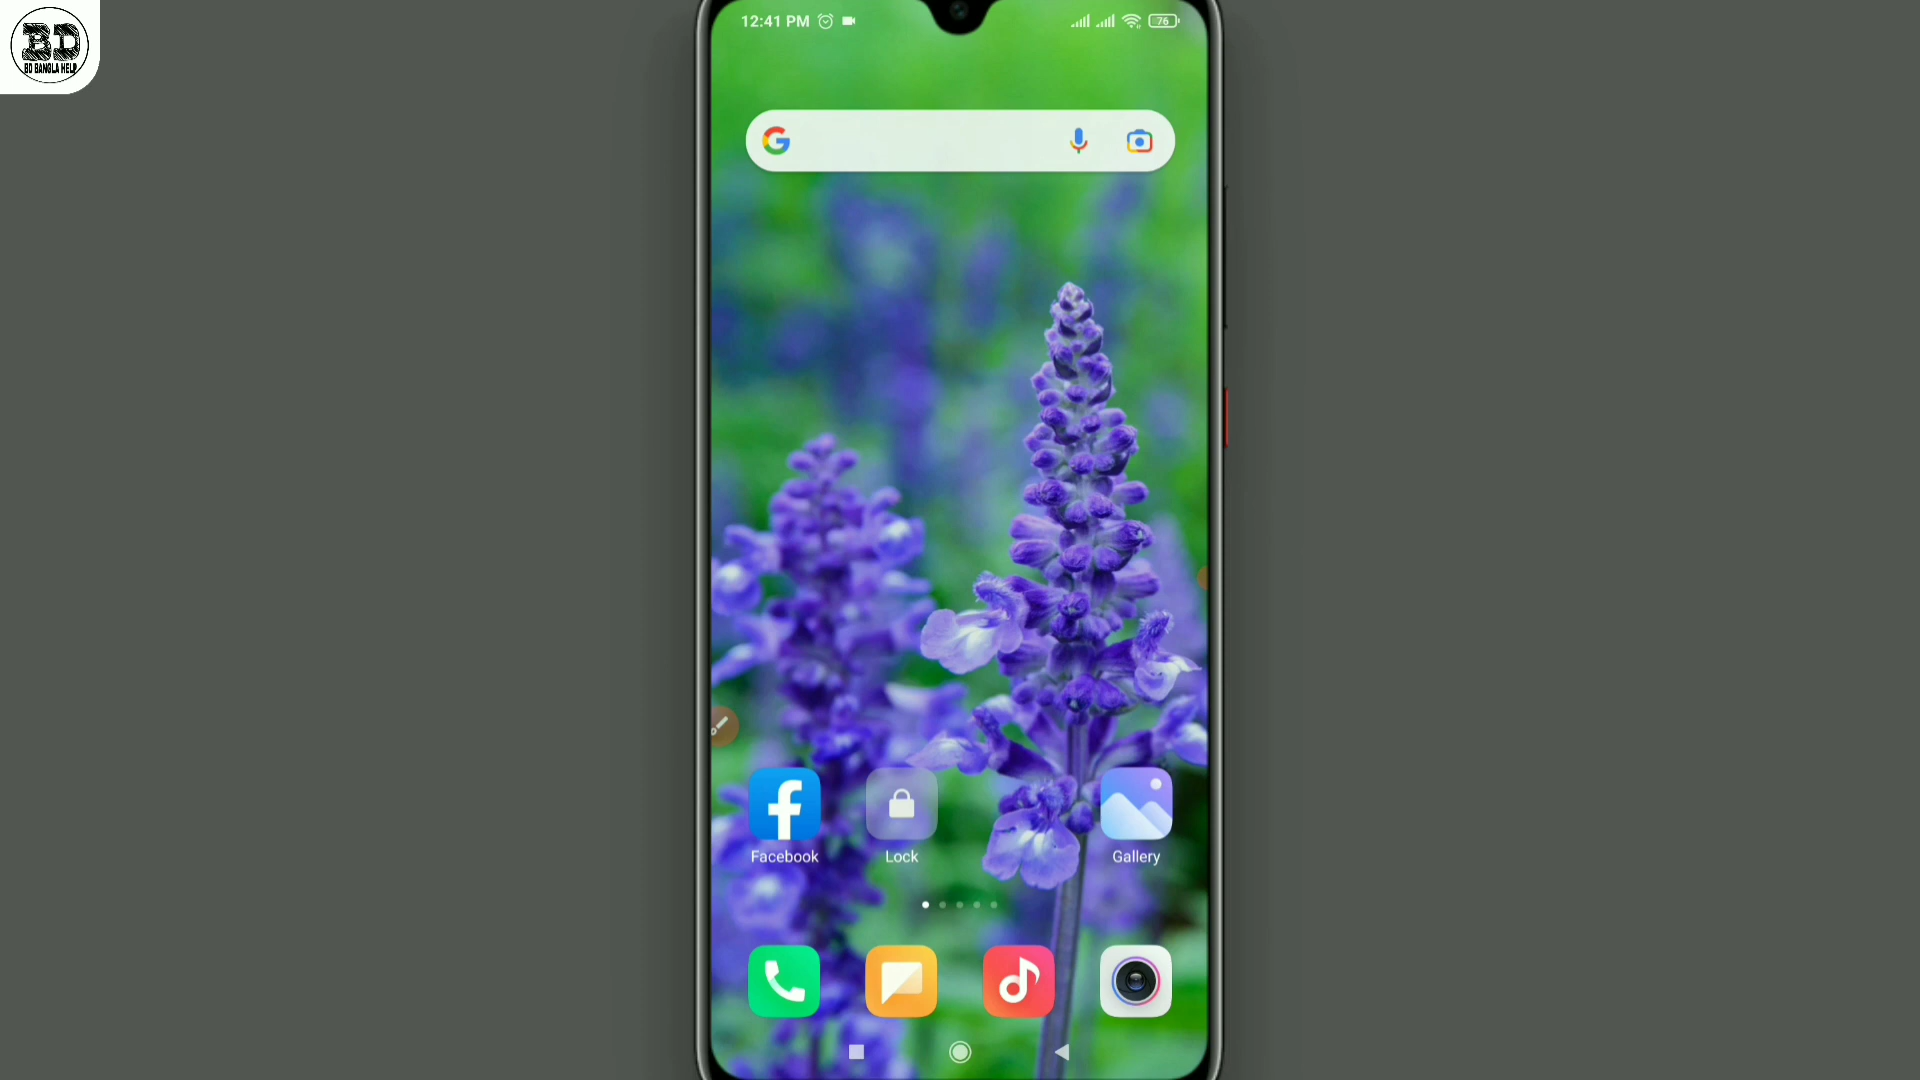 BD
BD BANGLA HELP
12:41 PM
76
Facebook
Lock
Gallery